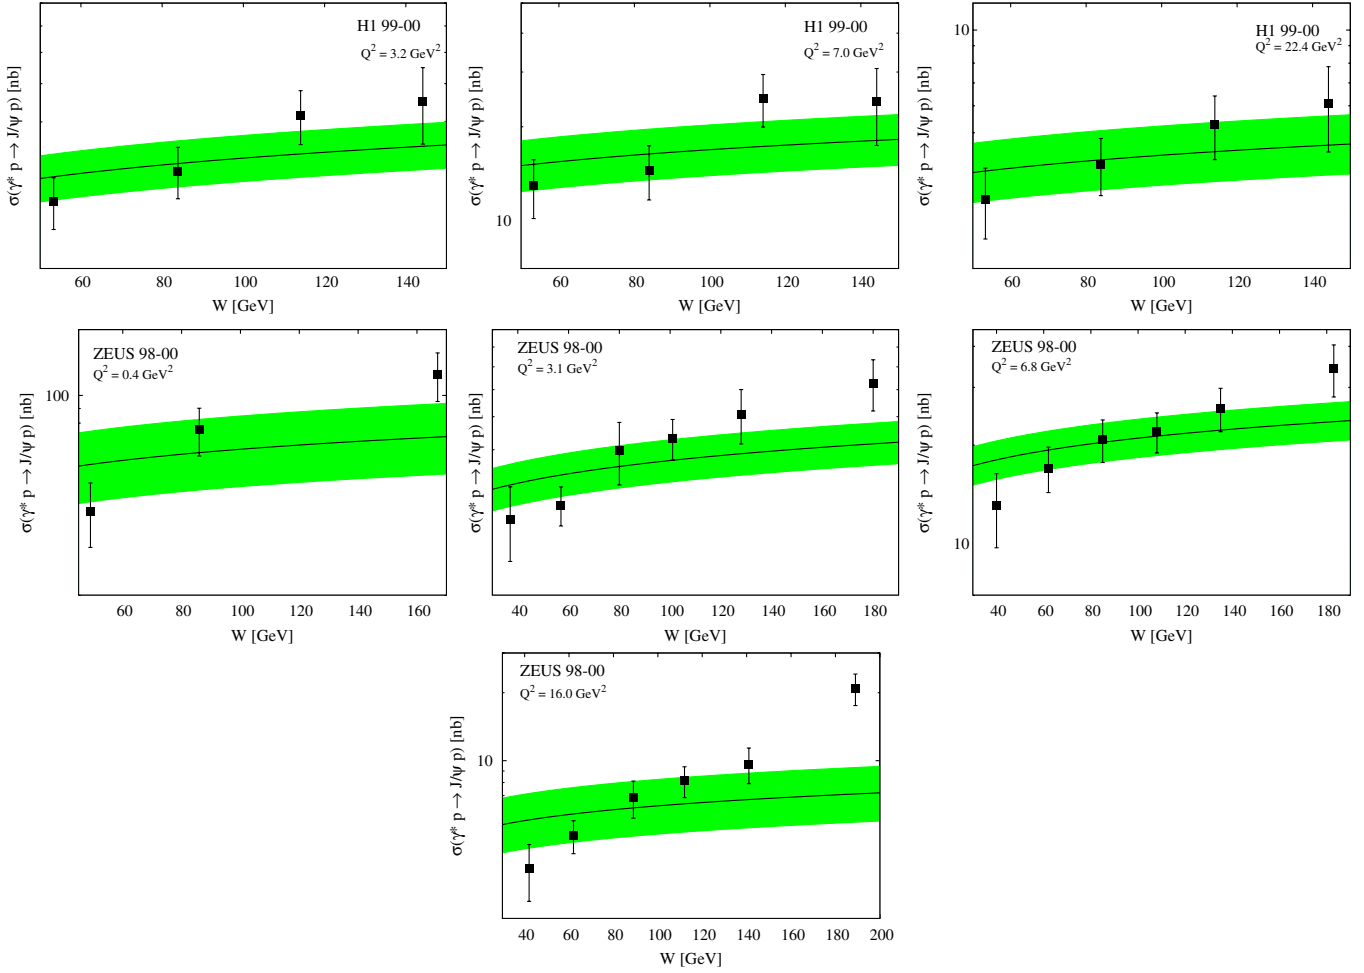 H1 99-00
Q² = 3.2 GeV²
σ(γ* p → J/ψ p) [nb]
60 80 100 120 140
W [GeV]
H1 99-00
Q² = 7.0 GeV²
σ(γ* p → J/ψ p) [nb]
10
60 80 100 120 140
W [GeV]
H1 99-00
Q² = 22.4 GeV²
σ(γ* p → J/ψ p) [nb]
10
60 80 100 120 140
W [GeV]
ZEUS 98-00
Q² = 0.4 GeV²
σ(γ* p → J/ψ p) [nb]
100
60 80 100 120 140 160
W [GeV]
ZEUS 98-00
Q² = 3.1 GeV²
σ(γ* p → J/ψ p) [nb]
40 60 80 100 120 140 160 180
W [GeV]
ZEUS 98-00
Q² = 6.8 GeV²
σ(γ* p → J/ψ p) [nb]
10
40 60 80 100 120 140 160 180
W [GeV]
ZEUS 98-00
Q² = 16.0 GeV²
σ(γ* p → J/ψ p) [nb]
10
40 60 80 100 120 140 160 180 200
W [GeV]